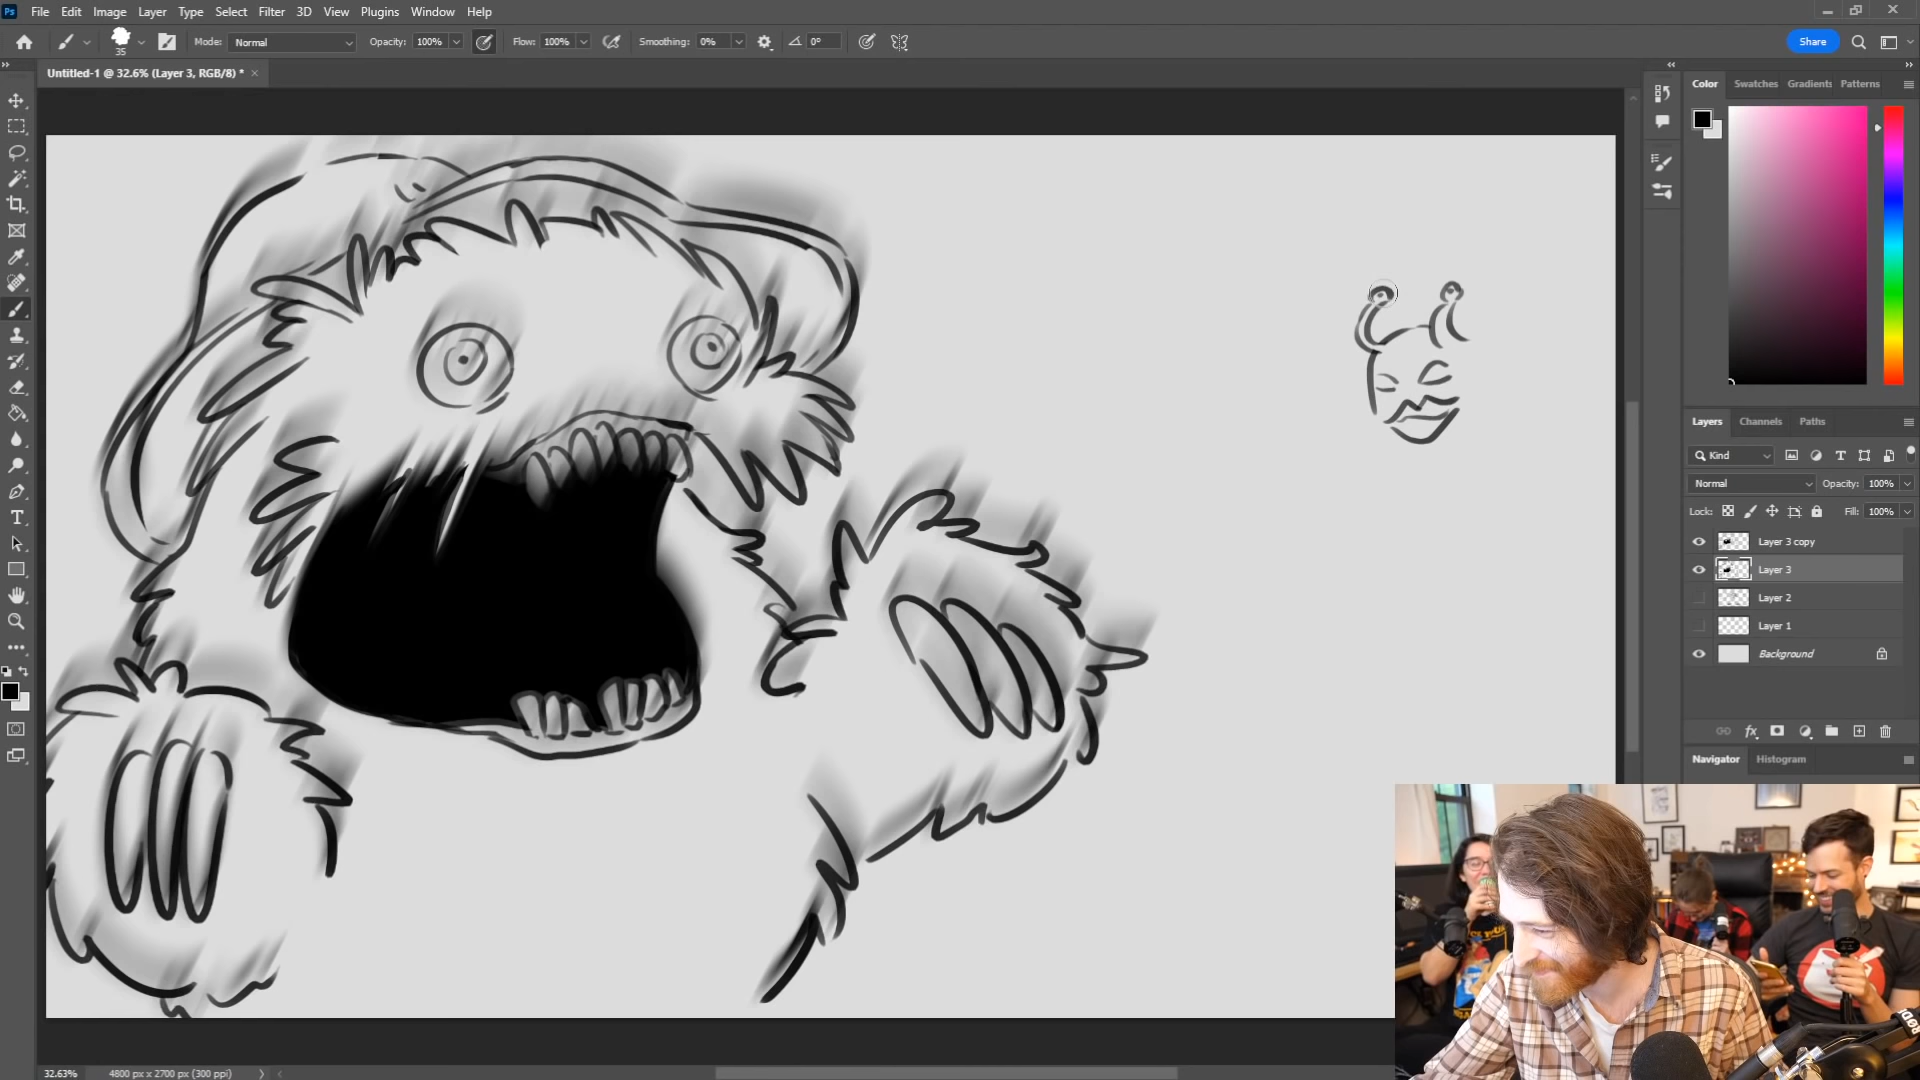 Ps File Edit Image Layer Type Select Filter 3D View Plugins Window Help
35 Mode: Normal Opacity: 100% Flow: 100% Smoothing: 0% 0° Share
Untitled-1 @ 32.6% (Layer 3, RGB/8) *
Color Swatches Gradients Patterns
Layers Channels Paths
Kind
Normal Opacity: 100%
Lock: Fill: 100%
Layer 3 copy
Layer 3
Layer 2
Layer 1
Background
fx
Navigator Histogram
32.63% 4800 px x 2700 px (300 ppi)